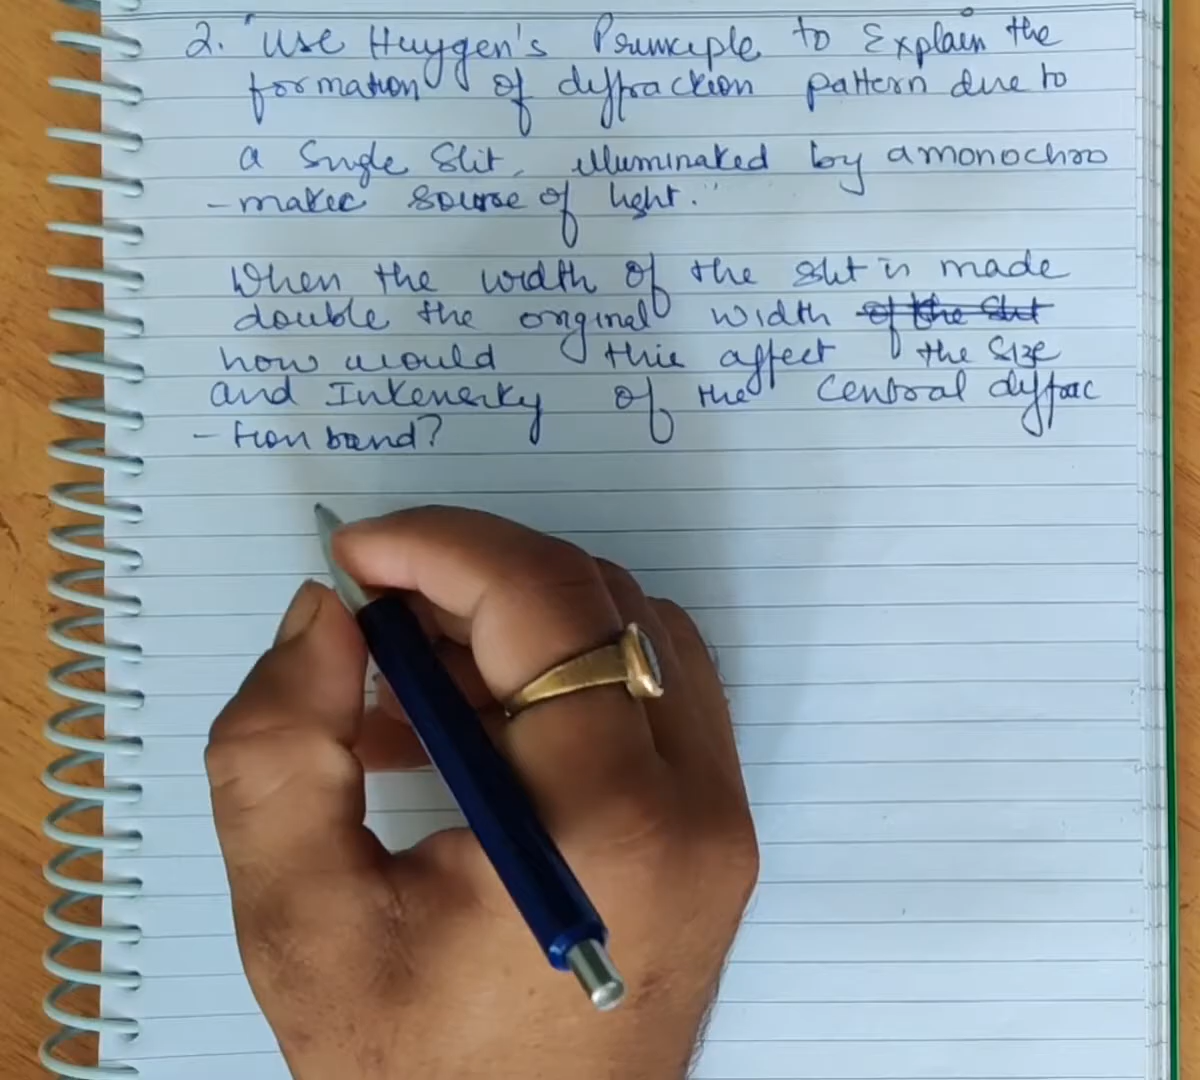 2. "Use Huygen's Principle to Explain the
formation of diffraction pattern due to
a Single Slit, illuminated by a monochro
-matic source of light."
When the width of the slit is made
double the original width of the Slit
how would this affect the size
and Intensity of the Central diffrac
-tion band?